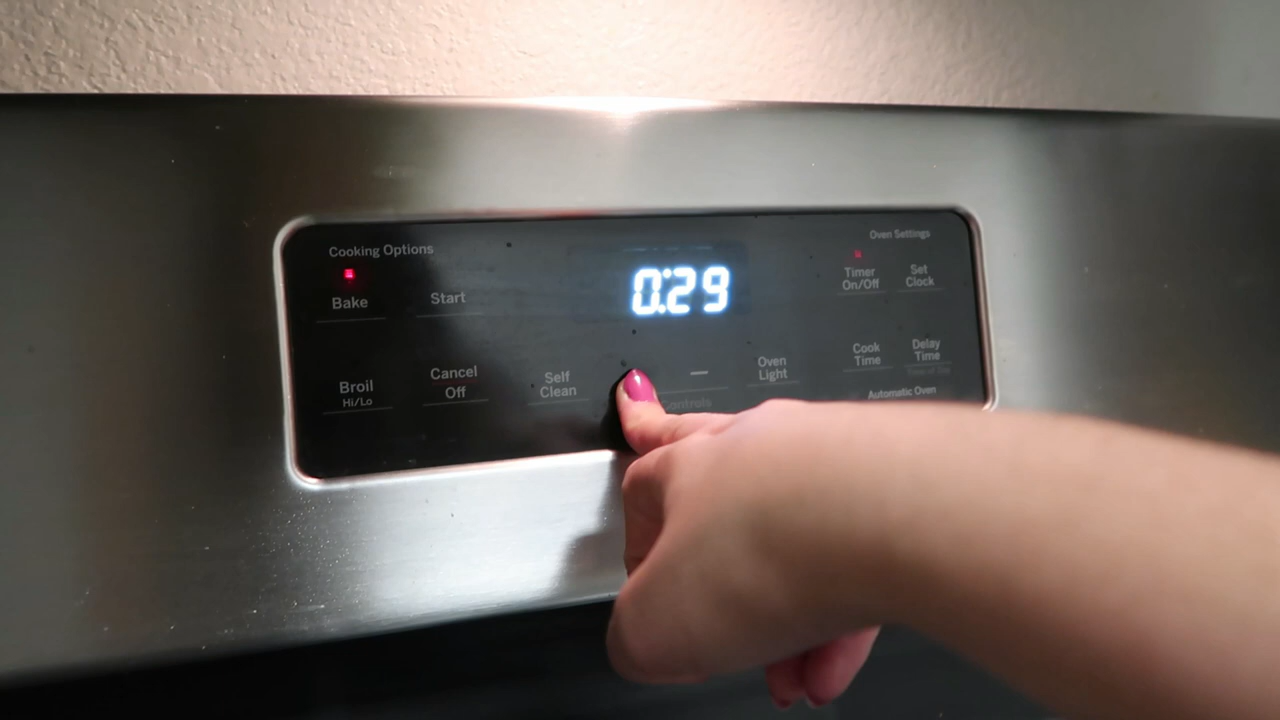 Cooking Options
Bake
Start
0:29
Oven Settings
Timer
On/Off
Set
Clock
Broil
Hi/Lo
Cancel
Off
Self
Clean
—
Oven
Light
Cook
Time
Delay
Time
Automatic Oven